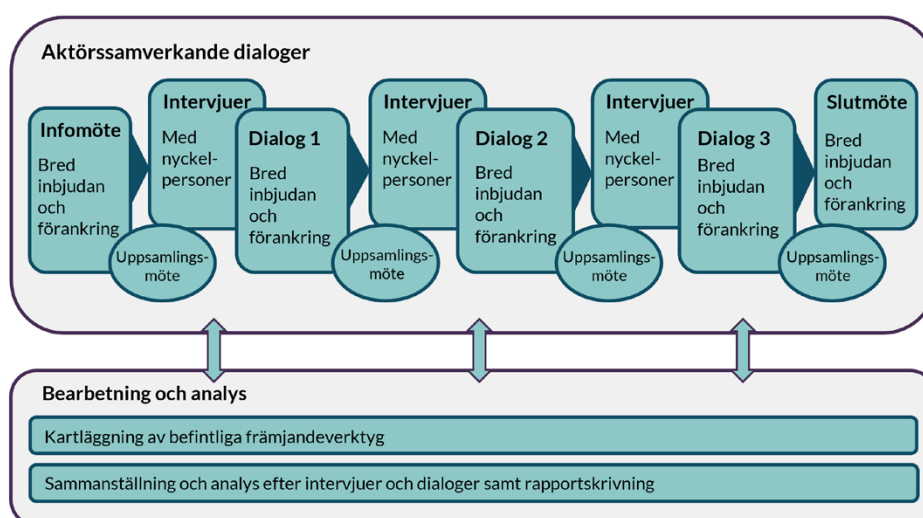 Aktörssamverkande dialoger
Infomöte
Bred
inbjudan
och
förankring
Uppsamlings-
möte
Intervjuer
Med
nyckel-
personer
Dialog 1
Bred
inbjudan
och
förankring
Uppsamlings-
möte
Intervjuer
Med
nyckel-
personer
Dialog 2
Bred
inbjudan
och
förankring
Uppsamlings-
möte
Intervjuer
Med
nyckel-
personer
Dialog 3
Bred
inbjudan
och
förankring
Uppsamlings-
möte
Slutmöte
Bred
inbjudan
och
förankring
Bearbetning och analys
Kartläggning av befintliga främjandeverktyg
Sammanställning och analys efter intervjuer och dialoger samt rapportskrivning